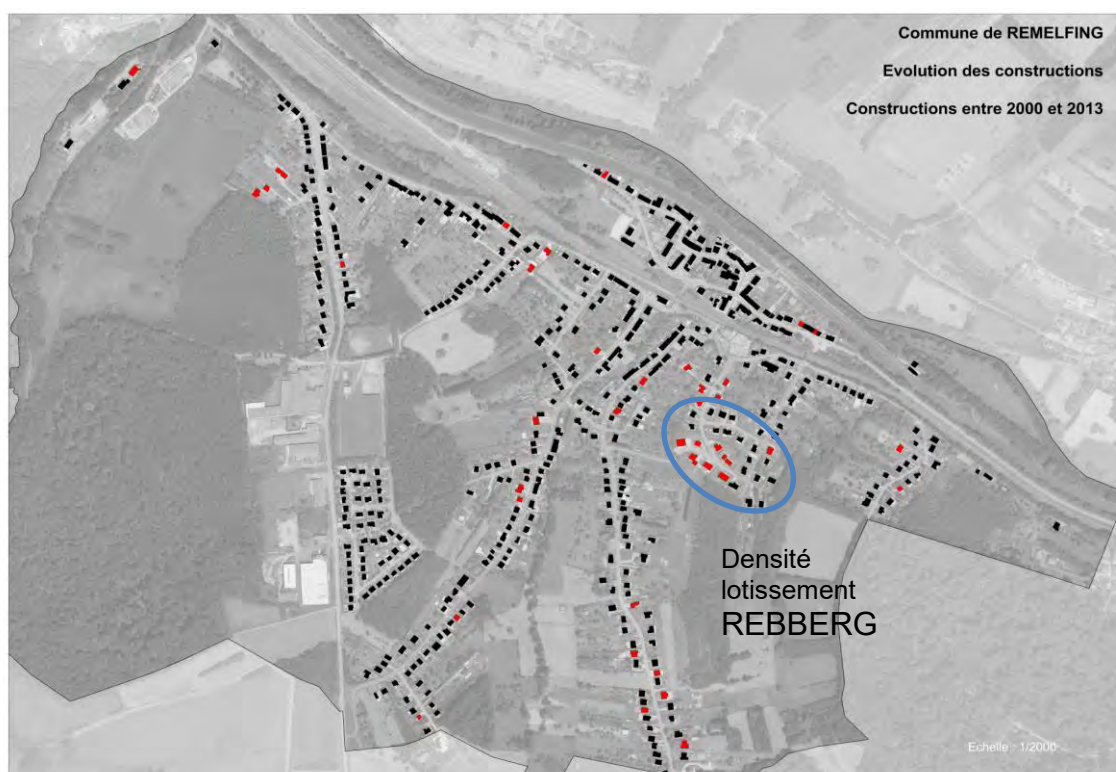 Commune de REMELFING
Evolution des constructions
Constructions entre 2000 et 2013
Densité
lotissement
REBBERG
Echelle : 1/2000